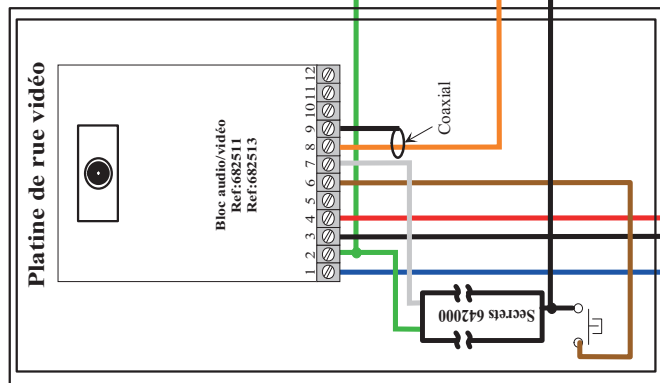 Platine de rue vidéo
Bloc audio/vidéo
Ref:682511
Ref:682513
12
11
10
9
8
7
6
5
4
3
2
1
Coaxial
Secrets 642000